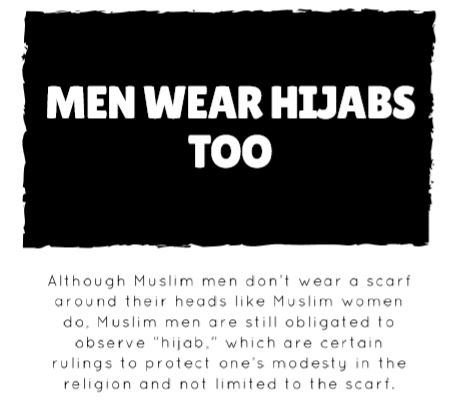 MEN WEAR HIJABS
TOO
Although Muslim men don't wear a scarf
around their heads like Muslim women
do, Muslim men are still obligated to
observe "hijab," which are certain
rulings to protect one's modesty in the
religion and not limited to the scarf.